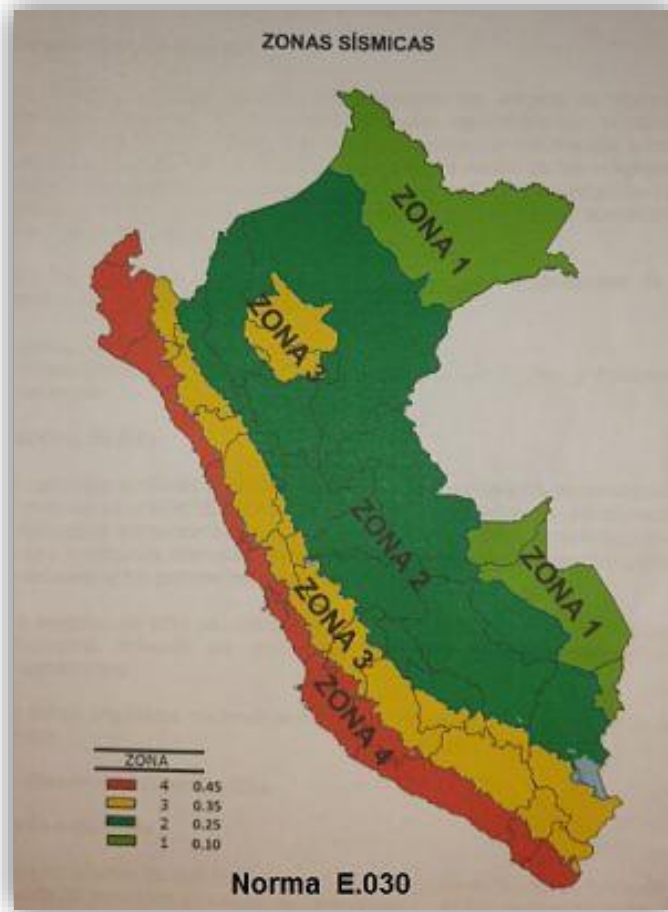 ZONAS SÍSMICAS
ZONA 1
ZONA 3
ZONA 2
ZONA 1
ZONA 3
ZONA 4
ZONA
4 0.45
3 0.35
2 0.25
1 0.10
Norma E.030